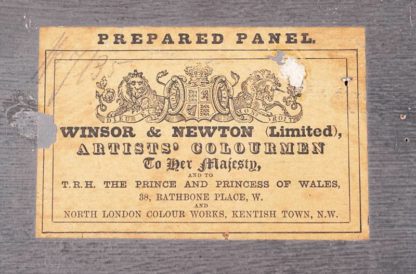 PREPARED PANEL.
WINSOR & NEWTON (Limited),
ARTISTS' COLOURMEN
To Her Majesty,
AND TO
T.R.H. THE PRINCE AND PRINCESS OF WALES,
38, RATHBONE PLACE, W.
AND
NORTH LONDON COLOUR WORKS, KENTISH TOWN, N.W.